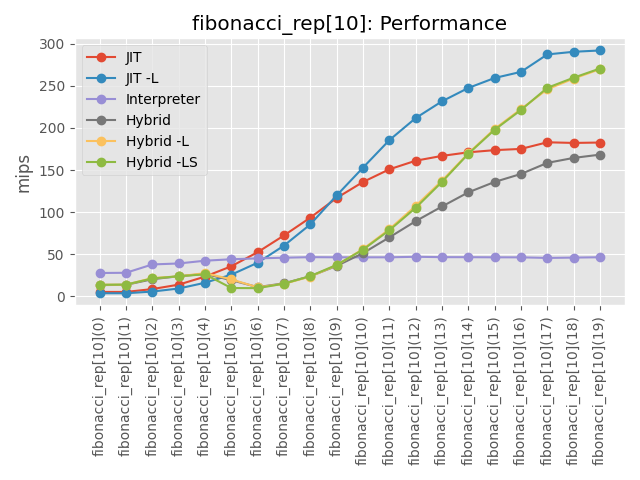 fibonacci_rep[10]: Performance
mips
300
250
200
150
100
50
0
JIT
JIT -L
Interpreter
Hybrid
Hybrid -L
Hybrid -LS
fibonacci_rep[10](0)
fibonacci_rep[10](1)
fibonacci_rep[10](2)
fibonacci_rep[10](3)
fibonacci_rep[10](4)
fibonacci_rep[10](5)
fibonacci_rep[10](6)
fibonacci_rep[10](7)
fibonacci_rep[10](8)
fibonacci_rep[10](9)
fibonacci_rep[10](10)
fibonacci_rep[10](11)
fibonacci_rep[10](12)
fibonacci_rep[10](13)
fibonacci_rep[10](14)
fibonacci_rep[10](15)
fibonacci_rep[10](16)
fibonacci_rep[10](17)
fibonacci_rep[10](18)
fibonacci_rep[10](19)